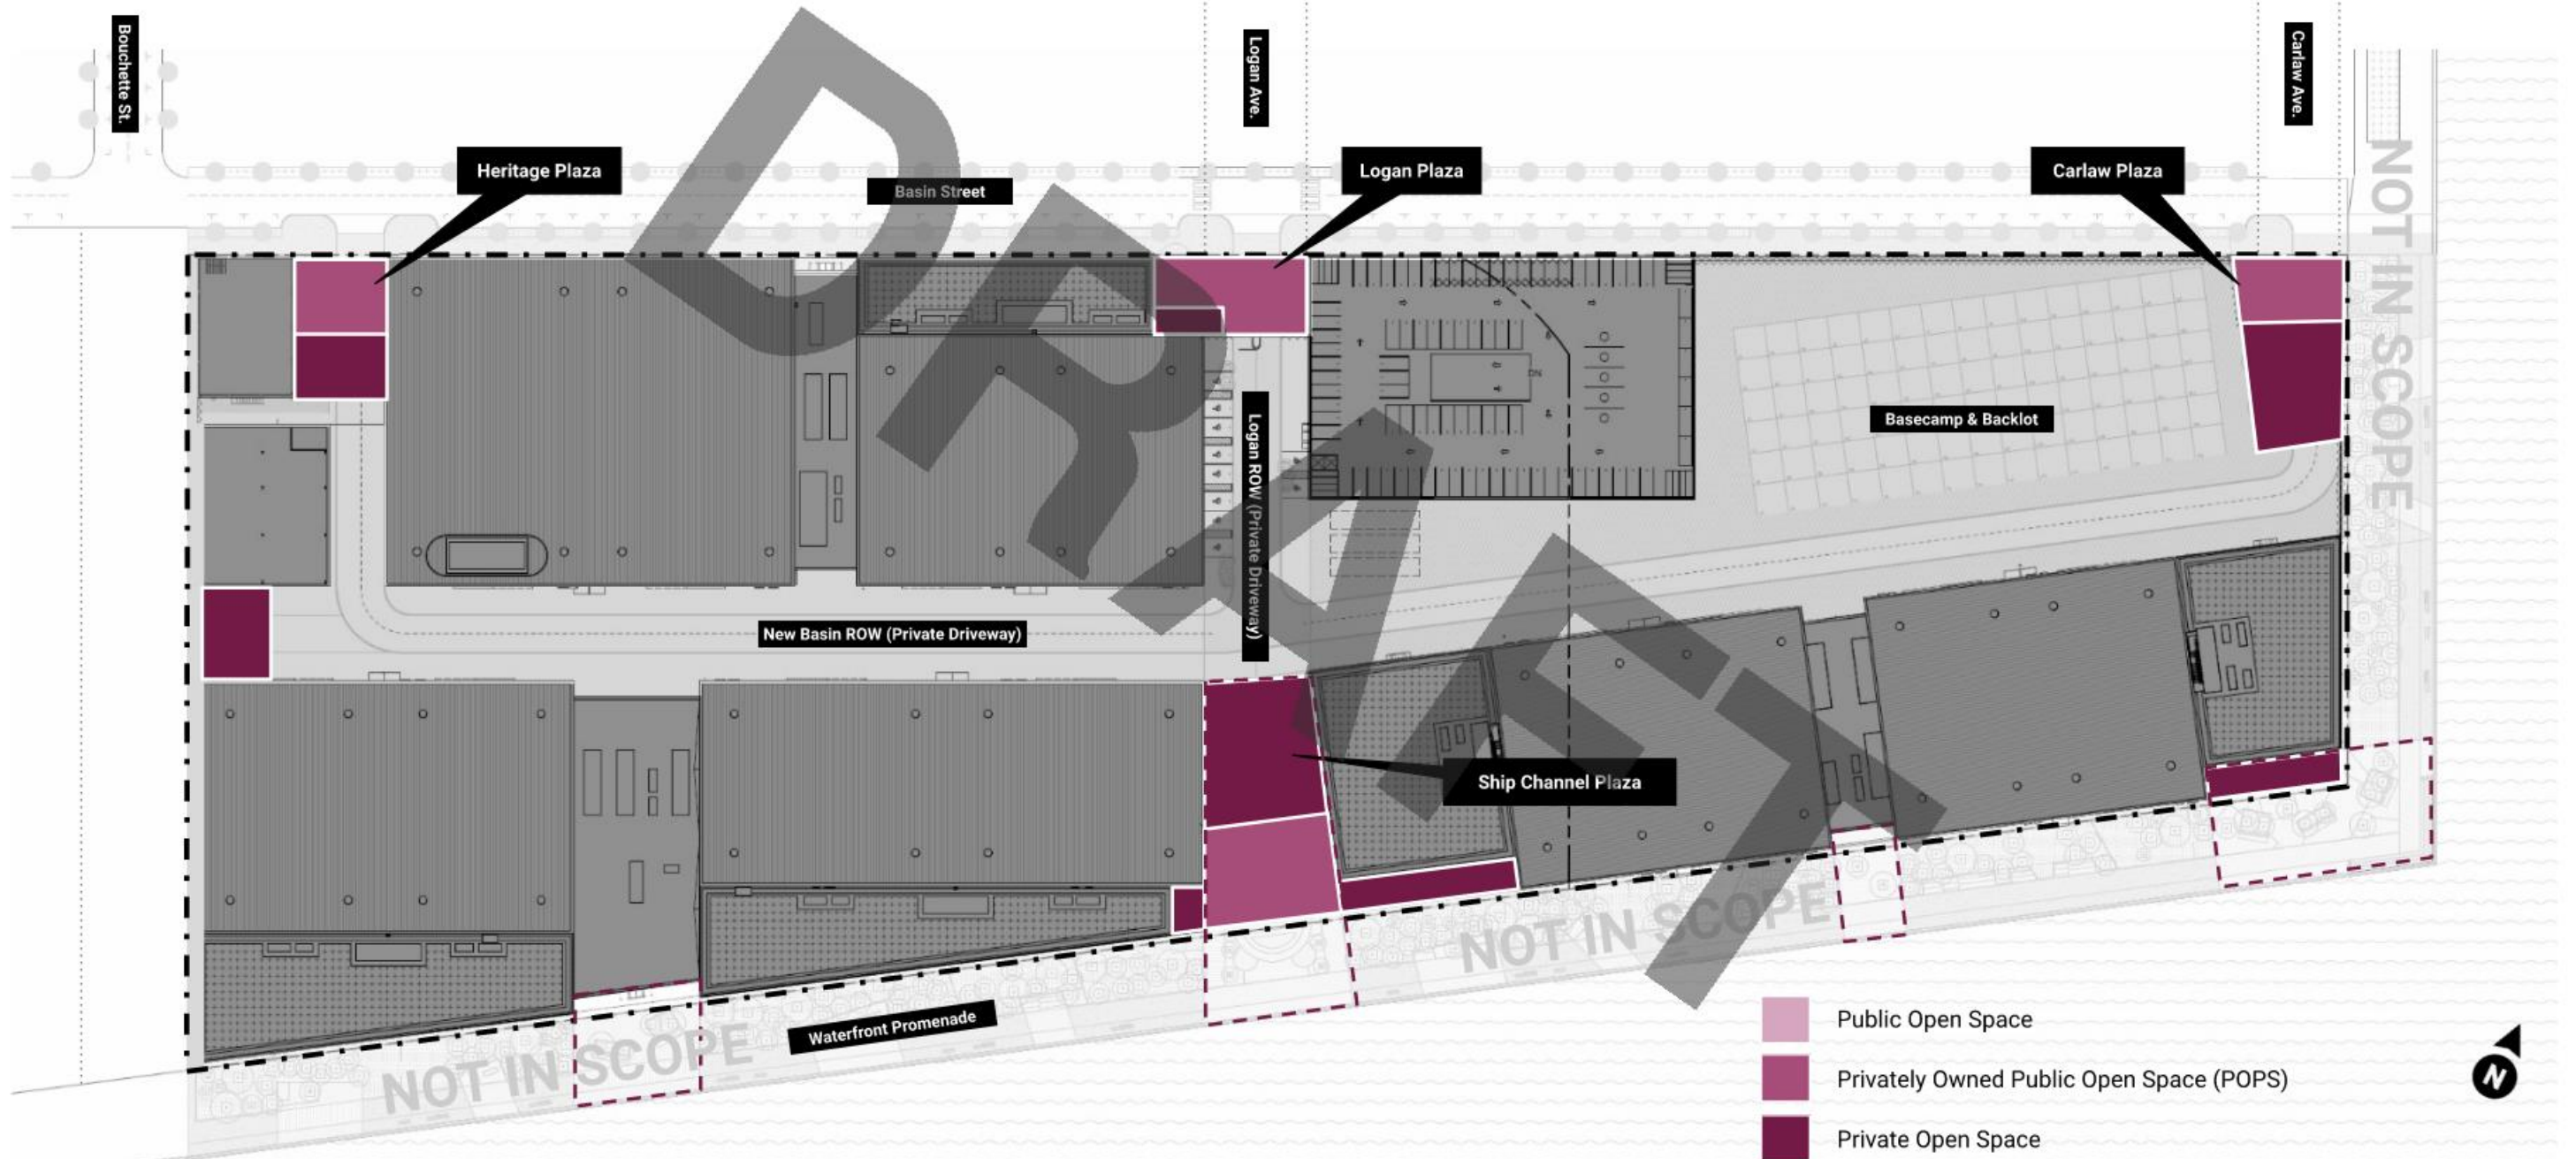 Bouchette St.
Logan Ave.
Carlaw Ave.
Heritage Plaza
Logan Plaza
Carlaw Plaza
Basin Street
NOT IN SCOPE
Basecamp & Backlot
Logan ROW (Private Driveway)
New Basin ROW (Private Driveway)
DRAFT
Ship Channel Plaza
NOT IN SCOPE
Waterfront Promenade
NOT IN SCOPE
Public Open Space
Privately Owned Public Open Space (POPS)
Private Open Space
N